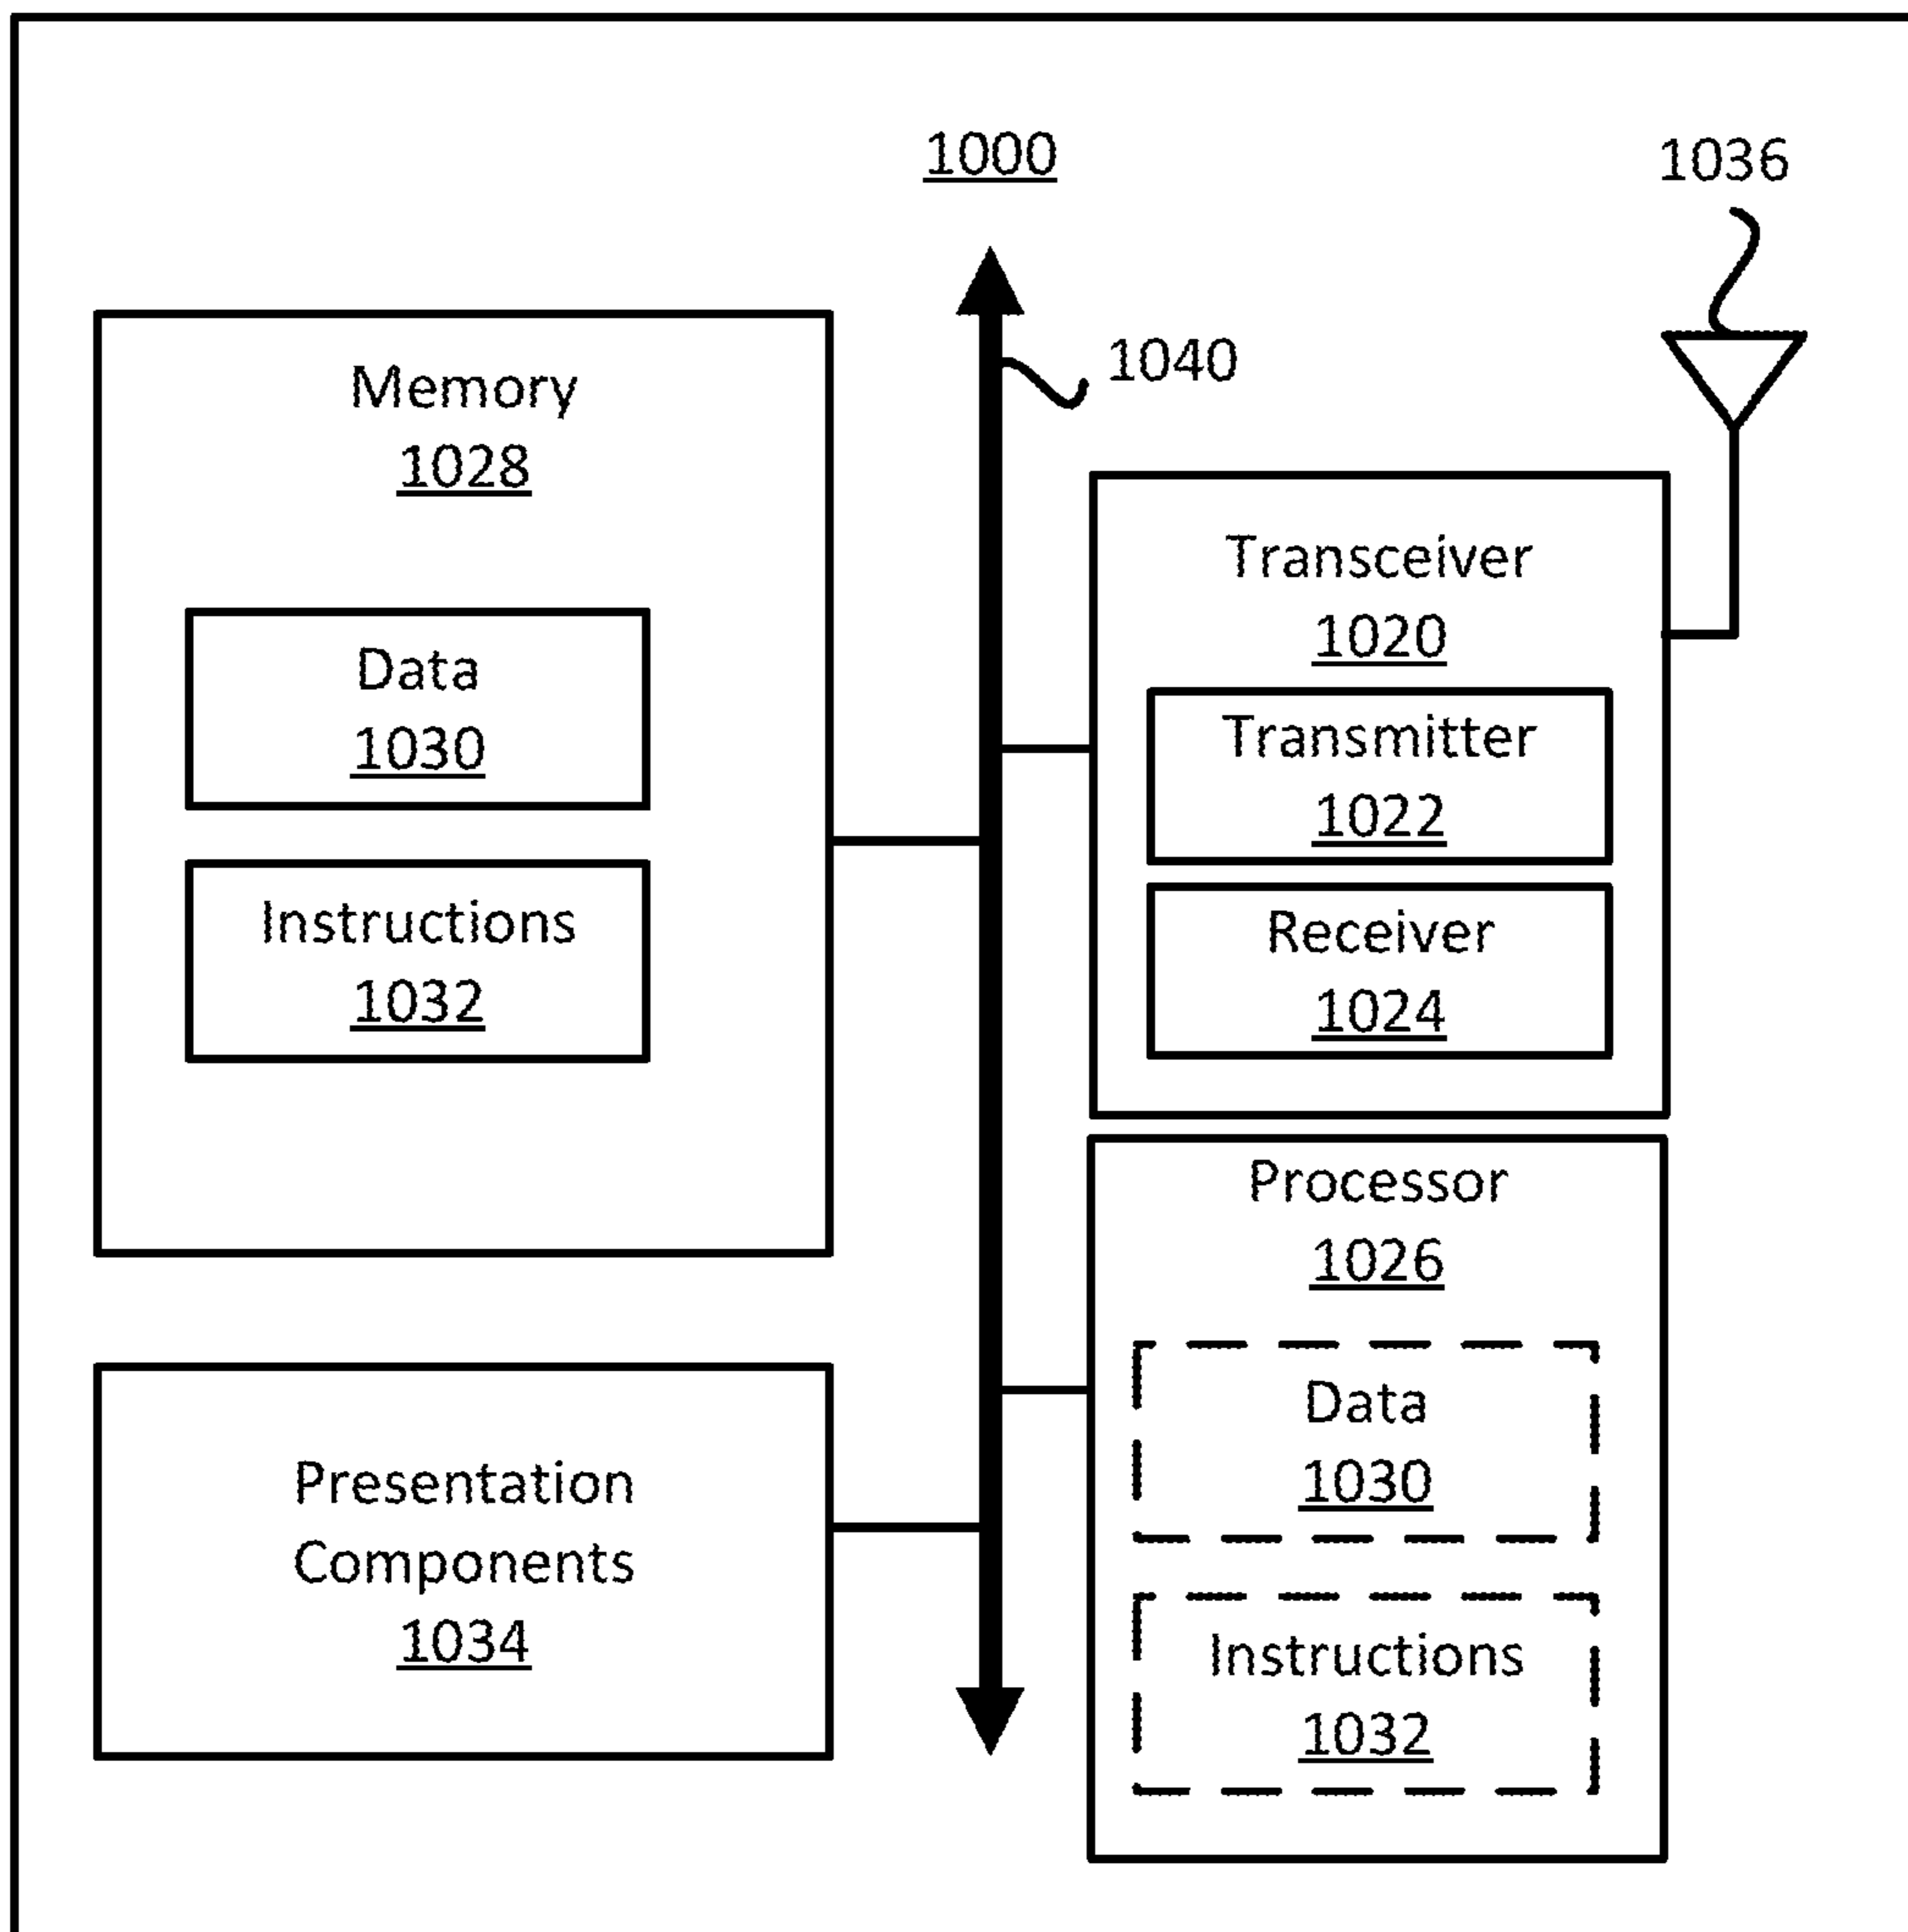 1000
1036
1040
Memory
1028
Data
1030
Instructions
1032
Transceiver
1020
Transmitter
1022
Receiver
1024
Presentation
Components
1034
Processor
1026
Data
1030
Instructions
1032